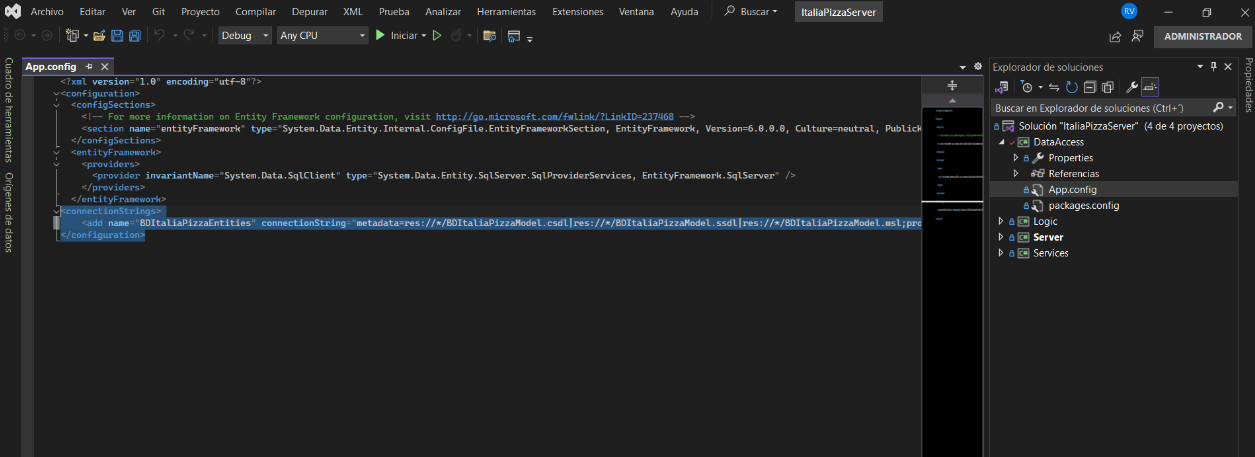 Archivo Editar Ver Git Proyecto Compilar Depurar XML Prueba Analizar Herramientas Extensiones Ventana Ayuda Buscar ItaliaPizzaServer RV
Debug Any CPU Iniciar ADMINISTRADOR
Cuadro de herramientas
Orígenes de datos
App.config
<?xml version="1.0" encoding="utf-8"?>
<configuration>
<configSections>
<!-- For more information on Entity Framework configuration, visit http://go.microsoft.com/fwlink/?LinkID=237468 -->
<section name="entityFramework" type="System.Data.Entity.Internal.ConfigFile.EntityFrameworkSection, EntityFramework, Version=6.0.0.0, Culture=neutral, PublicK
</configSections>
<entityFramework>
<providers>
<provider invariantName="System.Data.SqlClient" type="System.Data.Entity.SqlServer.SqlProviderServices, EntityFramework.SqlServer" />
</providers>
</entityFramework>
<connectionStrings>
<add name="BDItaliaPizzaEntities" connectionString="metadata=res://*/BDItaliaPizzaModel.csdl|res://*/BDItaliaPizzaModel.ssdl|res://*/BDItaliaPizzaModel.msl;pro
</configuration>
Explorador de soluciones
Buscar en Explorador de soluciones (Ctrl+´)
Solución "ItaliaPizzaServer" (4 de 4 proyectos)
DataAccess
Properties
Referencias
App.config
packages.config
Logic
Server
Services
Propiedades